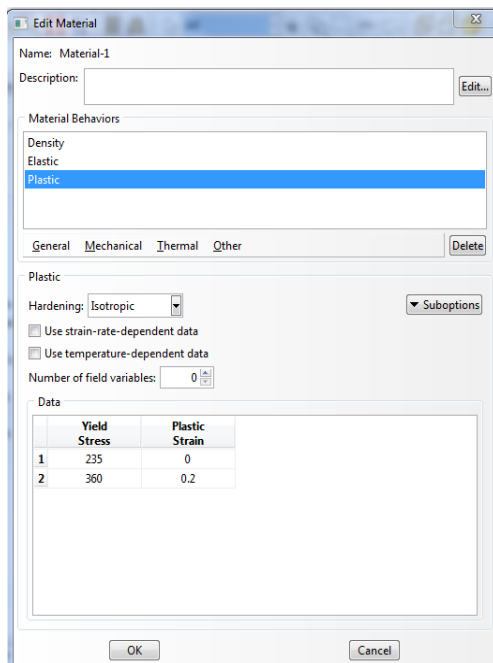 Edit Material
Name: Material-1
Description:
Edit...
Material Behaviors
Density
Elastic
Plastic
General Mechanical Thermal Other
Delete
Plastic
Hardening: Isotropic
Suboptions
Use strain-rate-dependent data
Use temperature-dependent data
Number of field variables: 0
Data
Yield Stress Plastic Strain
1 235 0
2 360 0.2
OK Cancel